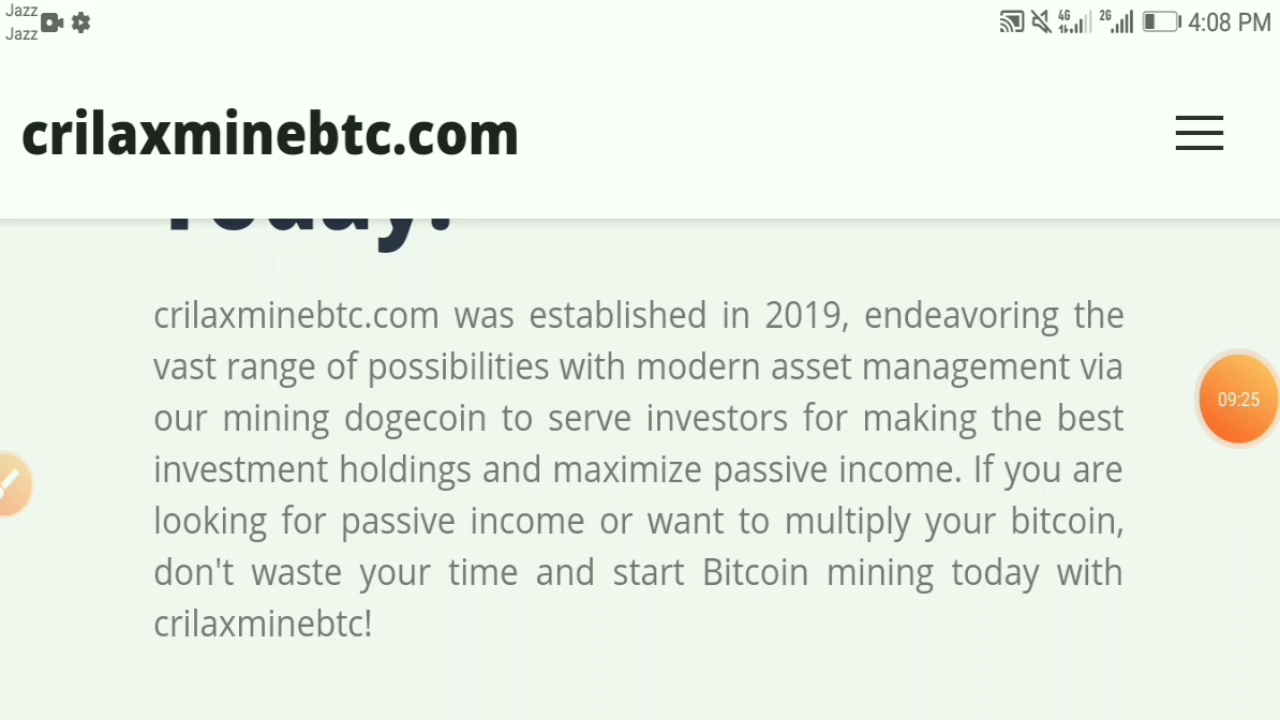 Jazz
Jazz
4G
2G
4:08 PM
crilaxminebtc.com
Today!
crilaxminebtc.com was established in 2019, endeavoring the
vast range of possibilities with modern asset management via
our mining dogecoin to serve investors for making the best
investment holdings and maximize passive income. If you are
looking for passive income or want to multiply your bitcoin,
don't waste your time and start Bitcoin mining today with
crilaxminebtc!
09:25